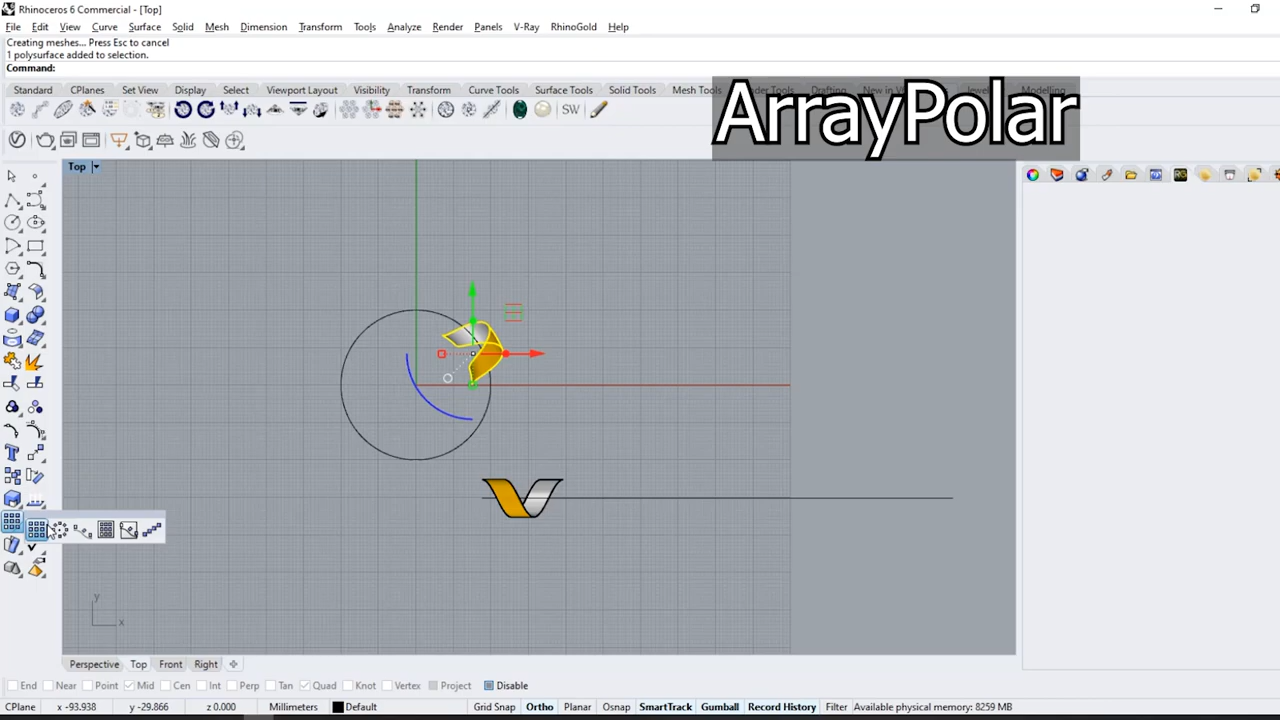 Rhinoceros 6 Commercial - [Top]
File Edit View Curve Surface Solid Mesh Dimension Transform Tools Analyze Render Panels V-Ray RhinoGold Help
Creating meshes... Press Esc to cancel
1 polysurface added to selection.
Command:
Standard CPlanes Set View Display Select Viewport Layout Visibility Transform Curve Tools Surface Tools Solid Tools Mesh Tools
ArrayPolar
SW
Top
y
x
Perspective Top Front Right
End Near Point Mid Cen Int Perp Tan Quad Knot Vertex Project Disable
CPlane x -93.938 y -29.866 z 0.000 Millimeters Default Grid Snap Ortho Planar Osnap SmartTrack Gumball Record History Filter Available physical memory: 8259 MB